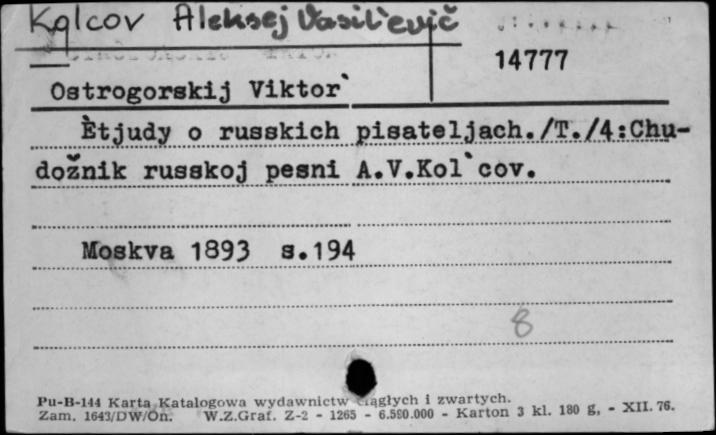 Kolcov Aleksej Vasil'evič
14777
Ostrogorskij Viktor`
Ètjudy o russkich pisateljach./T./4:Chu-
dožnik russkoj pesni A.V.Kol`cov.
Moskva 1893 s.194
8
Pu-B-144 Karta Katalogowa wydawnictw ciągłych i zwartych.
Zam. 1643/DW/On. W.Z.Graf. Z-2 - 1265 - 6.590.000 - Karton 3 kl. 180 g, - XII. 76.